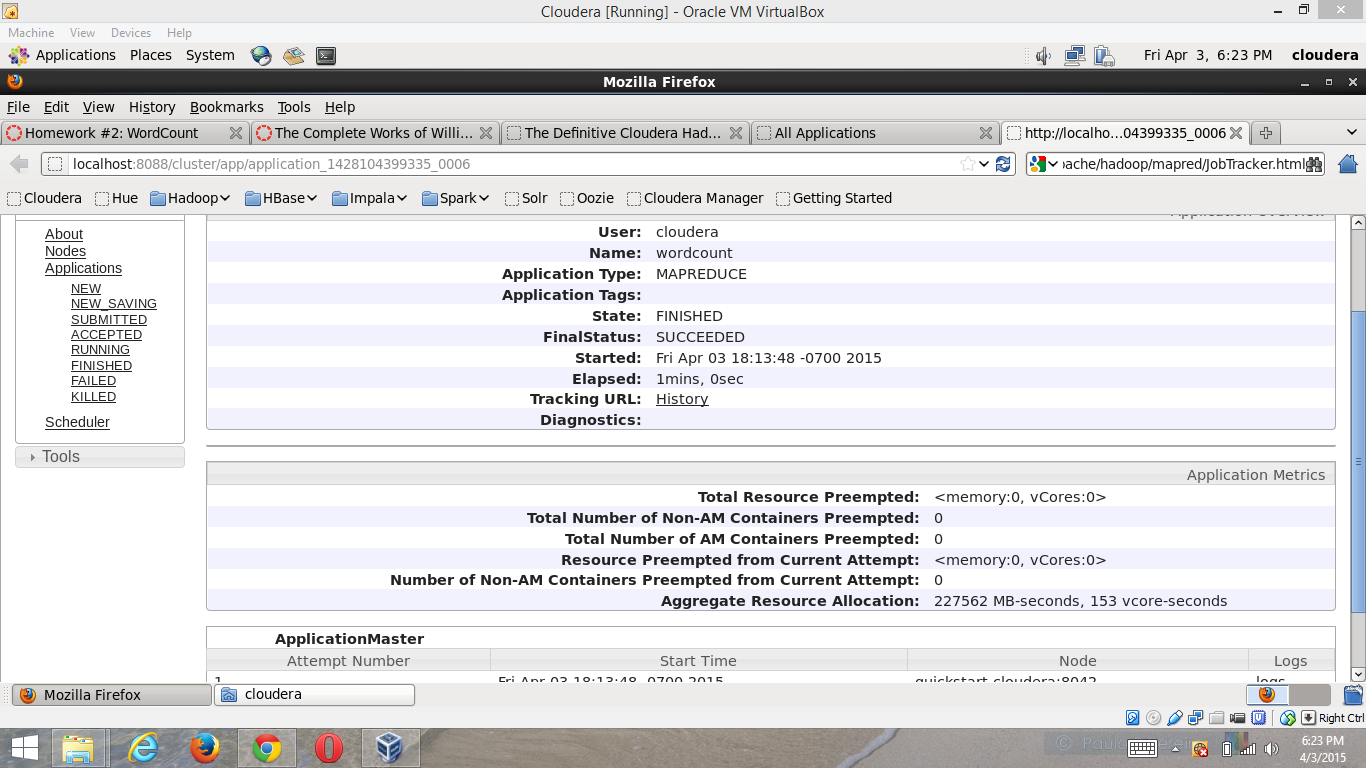 Cloudera [Running] - Oracle VM VirtualBox
Machine View Devices Help
Applications Places System Fri Apr 3, 6:23 PM cloudera
Mozilla Firefox
File Edit View History Bookmarks Tools Help
Homework #2: WordCount The Complete Works of Willi... The Definitive Cloudera Had... All Applications http://localho...04399335_0006
localhost:8088/cluster/app/application_1428104399335_0006 ache/hadoop/mapred/JobTracker.html
Cloudera Hue Hadoop HBase Impala Spark Solr Oozie Cloudera Manager Getting Started
Application Overview
About
Nodes
Applications
NEW
NEW_SAVING
SUBMITTED
ACCEPTED
RUNNING
FINISHED
FAILED
KILLED
Scheduler
Tools
User: cloudera
Name: wordcount
Application Type: MAPREDUCE
Application Tags:
State: FINISHED
FinalStatus: SUCCEEDED
Started: Fri Apr 03 18:13:48 -0700 2015
Elapsed: 1mins, 0sec
Tracking URL: History
Diagnostics:
Application Metrics
Total Resource Preempted: <memory:0, vCores:0>
Total Number of Non-AM Containers Preempted: 0
Total Number of AM Containers Preempted: 0
Resource Preempted from Current Attempt: <memory:0, vCores:0>
Number of Non-AM Containers Preempted from Current Attempt: 0
Aggregate Resource Allocation: 227562 MB-seconds, 153 vcore-seconds
ApplicationMaster
Attempt Number Start Time Node Logs
1 Fri Apr 03 18:13:48 -0700 2015 quickstart.cloudera:8042 logs
Mozilla Firefox cloudera
Right Ctrl
6:23 PM
4/3/2015